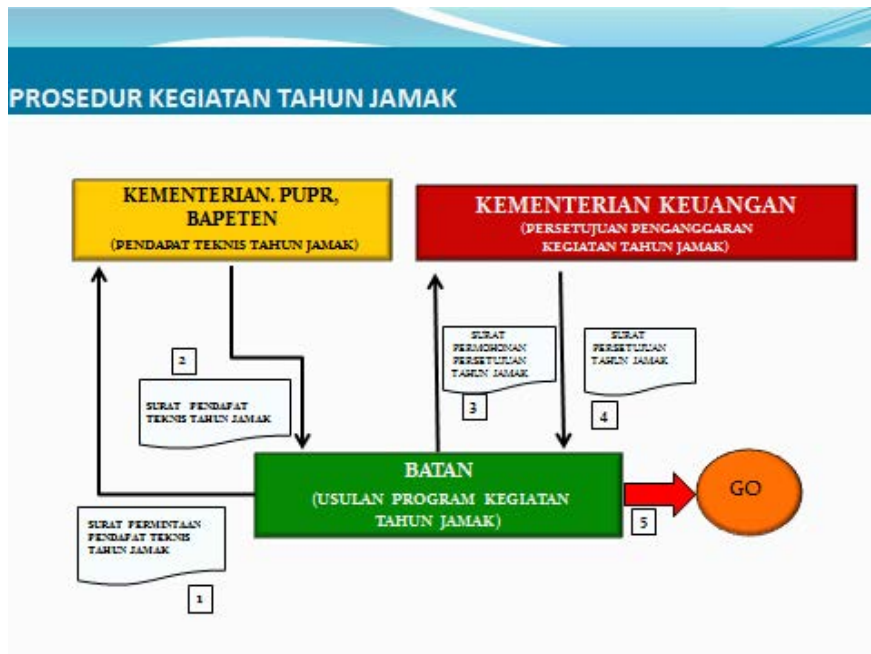 PROSEDUR KEGIATAN TAHUN JAMAK
KEMENTERIAN. PUPR,
BAPETEN
(PENDAPAT TEKNIS TAHUN JAMAK)
KEMENTERIAN KEUANGAN
(PERSETUJUAN PENGANGGARAN
KEGIATAN TAHUN JAMAK)
2
SURAT PENDAPAT
TEKNIS TAHUN JAMAK
SURAT
PERMOHONAN
PERSETUJUAN
TAHUN JAMAK
3
SURAT
PERSETUJUAN
TAHUN JAMAK
4
BATAN
(USULAN PROGRAM KEGIATAN
TAHUN JAMAK)
5
GO
SURAT PERMINTAAN
PENDAPAT TEKNIS
TAHUN JAMAK
1